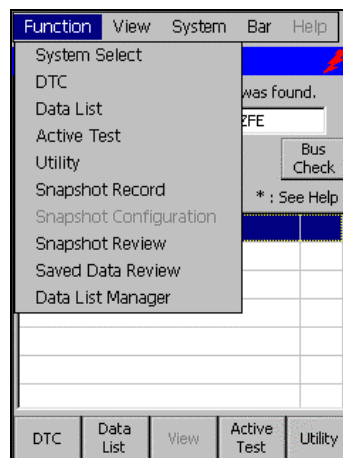 Function View System Bar Help
System Select
DTC
was found.
Data List
ZFE
Active Test
Utility
Bus
Check
Snapshot Record
* : See Help
Snapshot Configuration
Snapshot Review
Saved Data Review
Data List Manager
DTC
Data
List
View
Active
Test
Utility